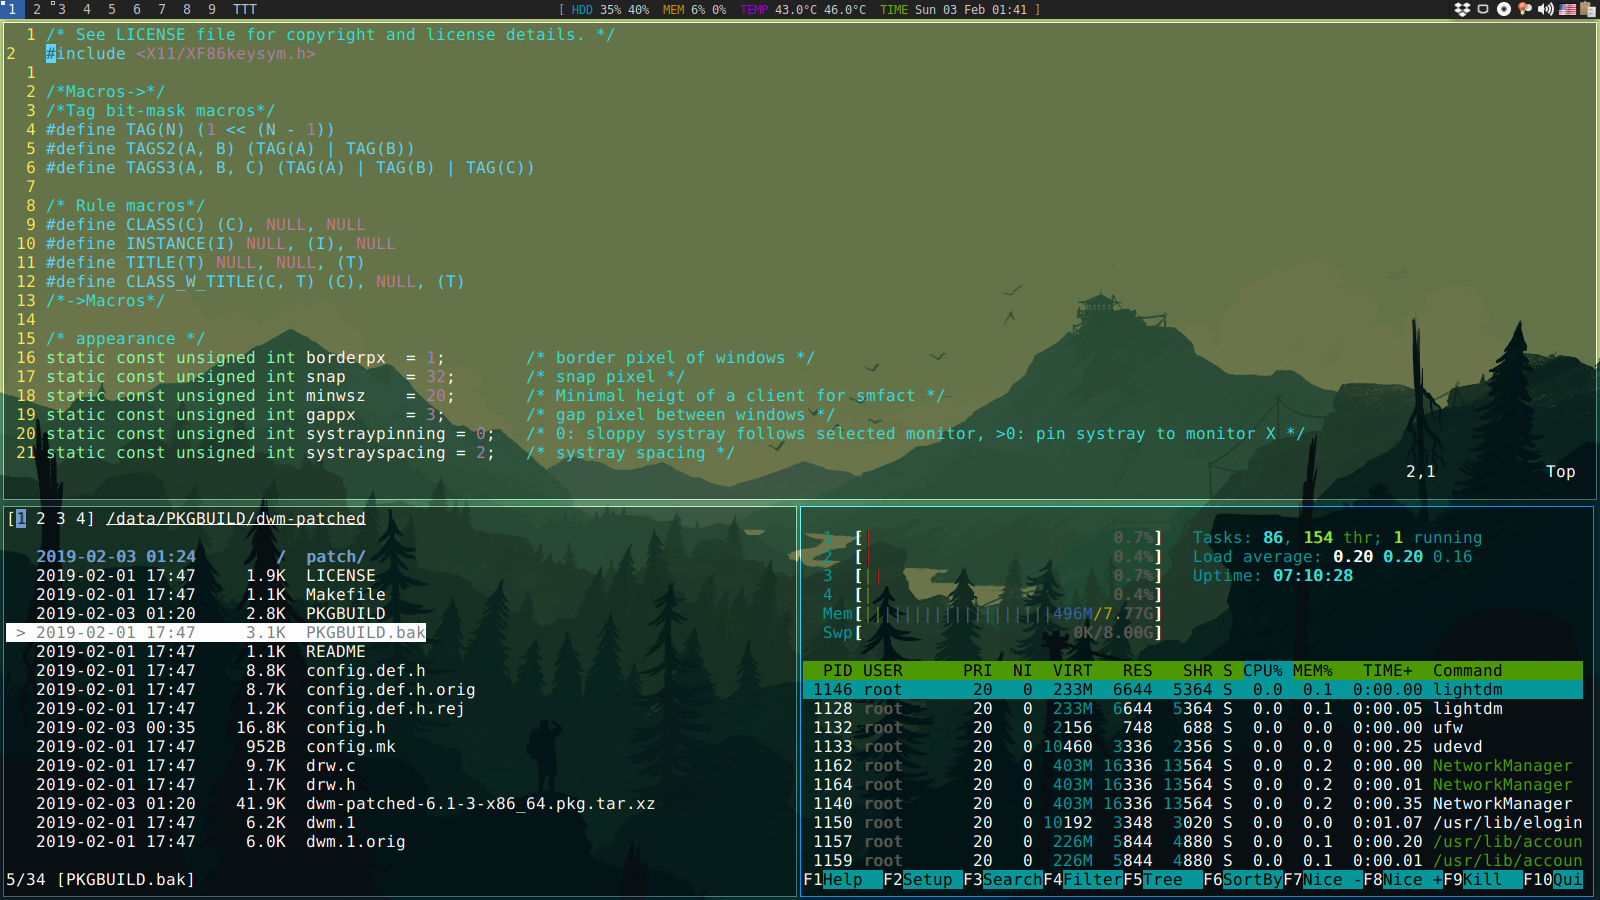 1 2 3 4 5 6 7 8 9 TTT [ HDD 35% 40% MEM 6% 0% TEMP 43.0°C 46.0°C TIME Sun 03 Feb 01:41 ]
1 /* See LICENSE file for copyright and license details. */
2 #include <X11/XF86keysym.h>
1
2 /*Macros->*/
3 /*Tag bit-mask macros*/
4 #define TAG(N) (1 << (N - 1))
5 #define TAGS2(A, B) (TAG(A) | TAG(B))
6 #define TAGS3(A, B, C) (TAG(A) | TAG(B) | TAG(C))
7
8 /* Rule macros*/
9 #define CLASS(C) (C), NULL, NULL
10 #define INSTANCE(I) NULL, (I), NULL
11 #define TITLE(T) NULL, NULL, (T)
12 #define CLASS_W_TITLE(C, T) (C), NULL, (T)
13 /*->Macros*/
14
15 /* appearance */
16 static const unsigned int borderpx = 1; /* border pixel of windows */
17 static const unsigned int snap = 32; /* snap pixel */
18 static const unsigned int minwsz = 20; /* Minimal heigt of a client for smfact */
19 static const unsigned int gappx = 3; /* gap pixel between windows */
20 static const unsigned int systraypinning = 0; /* 0: sloppy systray follows selected monitor, >0: pin systray to monitor X */
21 static const unsigned int systrayspacing = 2; /* systray spacing */
2,1 Top
[1 2 3 4] /data/PKGBUILD/dwm-patched
2019-02-03 01:24 / patch/
2019-02-01 17:47 1.9K LICENSE
2019-02-01 17:47 1.1K Makefile
2019-02-03 01:20 2.8K PKGBUILD
> 2019-02-01 17:47 3.1K PKGBUILD.bak
2019-02-01 17:47 1.1K README
2019-02-01 17:47 8.8K config.def.h
2019-02-01 17:47 8.7K config.def.h.orig
2019-02-01 17:47 1.2K config.def.h.rej
2019-02-03 00:35 16.8K config.h
2019-02-01 17:47 952B config.mk
2019-02-01 17:47 9.7K drw.c
2019-02-01 17:47 1.7K drw.h
2019-02-03 01:20 41.9K dwm-patched-6.1-3-x86_64.pkg.tar.xz
2019-02-01 17:47 6.2K dwm.1
2019-02-01 17:47 6.0K dwm.1.orig
5/34 [PKGBUILD.bak]
1 [| 0.7%] Tasks: 86, 154 thr; 1 running
2 [| 0.4%] Load average: 0.20 0.20 0.16
3 [|| 0.7%] Uptime: 07:10:28
4 [| 0.4%]
Mem[|||||||||||||||||||496M/7.77G]
Swp[ 0K/8.00G]
PID USER PRI NI VIRT RES SHR S CPU% MEM% TIME+ Command
1146 root 20 0 233M 6644 5364 S 0.0 0.1 0:00.00 lightdm
1128 root 20 0 233M 6644 5364 S 0.0 0.1 0:00.05 lightdm
1132 root 20 0 2156 748 688 S 0.0 0.0 0:00.00 ufw
1133 root 20 0 10460 3336 2356 S 0.0 0.0 0:00.25 udevd
1162 root 20 0 403M 16336 13564 S 0.0 0.2 0:00.00 NetworkManager
1164 root 20 0 403M 16336 13564 S 0.0 0.2 0:00.01 NetworkManager
1140 root 20 0 403M 16336 13564 S 0.0 0.2 0:00.35 NetworkManager
1150 root 20 0 10192 3348 3020 S 0.0 0.0 0:01.07 /usr/lib/elogin
1157 root 20 0 226M 5844 4880 S 0.0 0.1 0:00.20 /usr/lib/accoun
1159 root 20 0 226M 5844 4880 S 0.0 0.1 0:00.01 /usr/lib/accoun
F1Help F2Setup F3SearchF4FilterF5Tree F6SortByF7Nice -F8Nice +F9Kill F10Qui